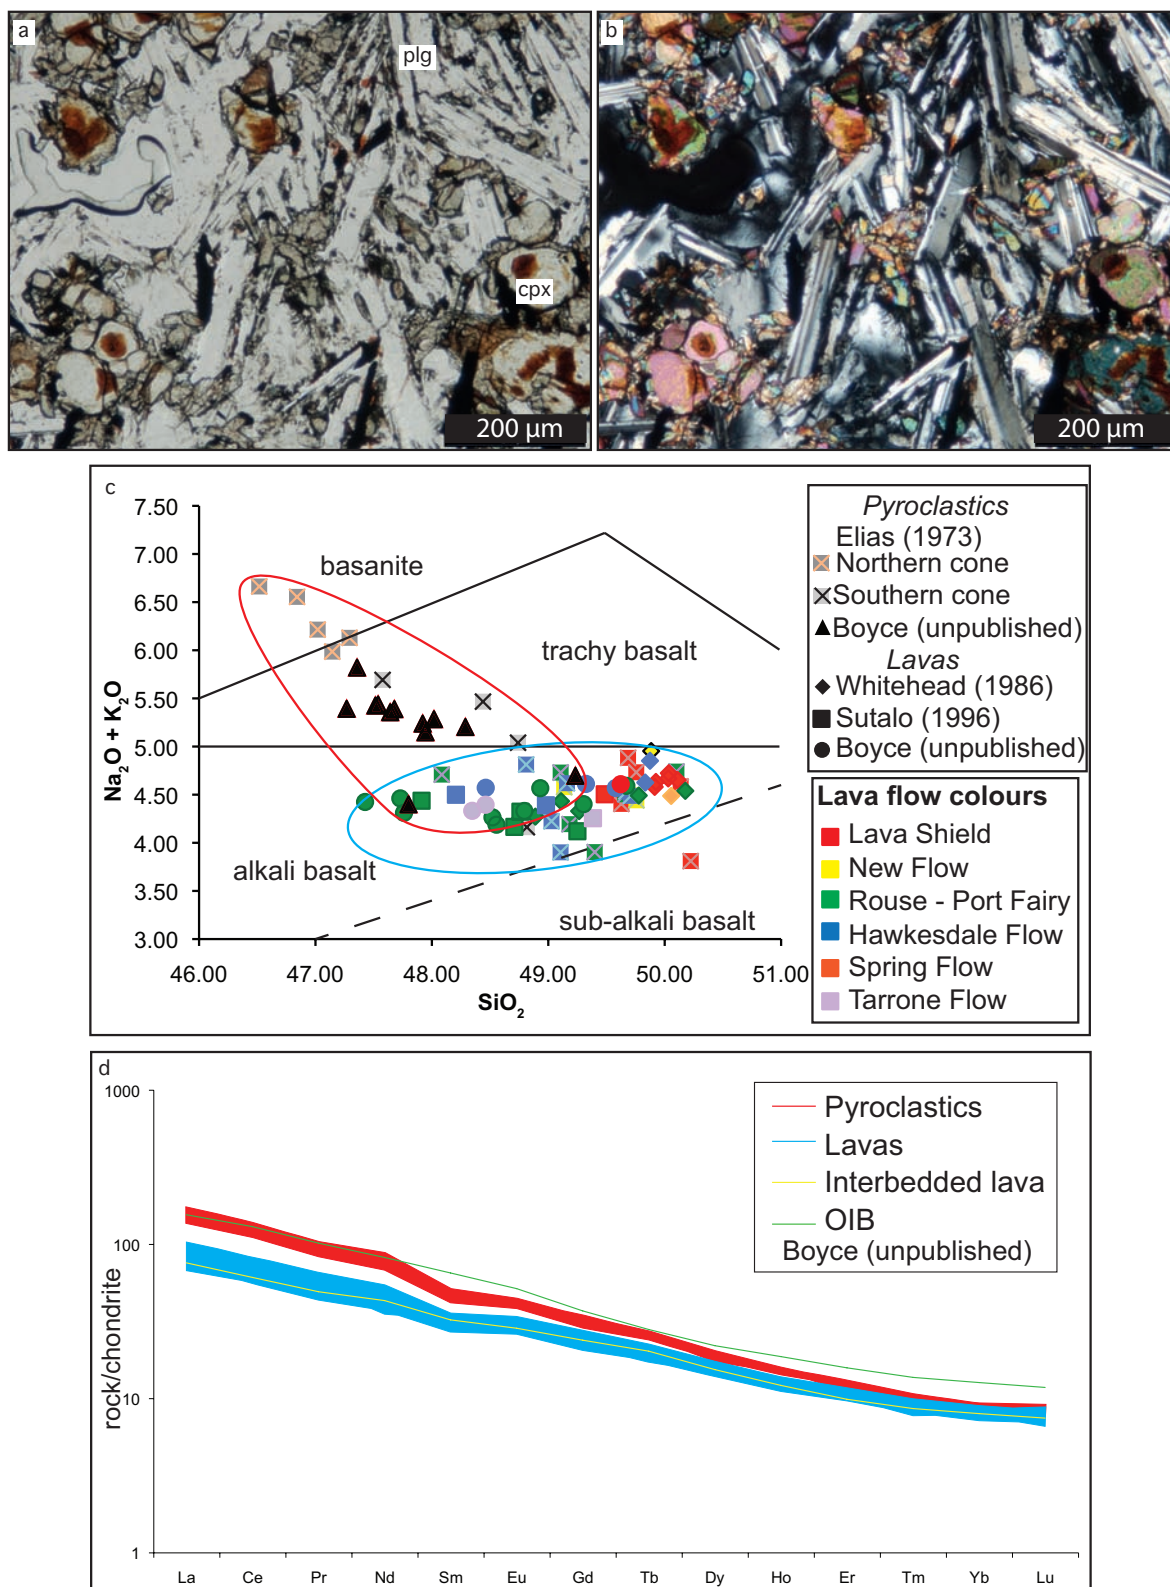 a
plg
cpx
200 µm
b
200 µm
c
7.50
7.00
6.50
6.00
5.50
5.00
4.50
4.00
3.50
3.00
Na2O + K2O
46.00 47.00 48.00 49.00 50.00 51.00
SiO2
basanite
trachy basalt
alkali basalt
sub-alkali basalt
Pyroclastics
Elias (1973)
Northern cone
Southern cone
Boyce (unpublished)
Lavas
Whitehead (1986)
Sutalo (1996)
Boyce (unpublished)
Lava flow colours
Lava Shield
New Flow
Rouse - Port Fairy
Hawkesdale Flow
Spring Flow
Tarrone Flow
d
1000
100
10
1
rock/chondrite
Pyroclastics
Lavas
Interbedded lava
OIB
Boyce (unpublished)
La Ce Pr Nd Sm Eu Gd Tb Dy Ho Er Tm Yb Lu